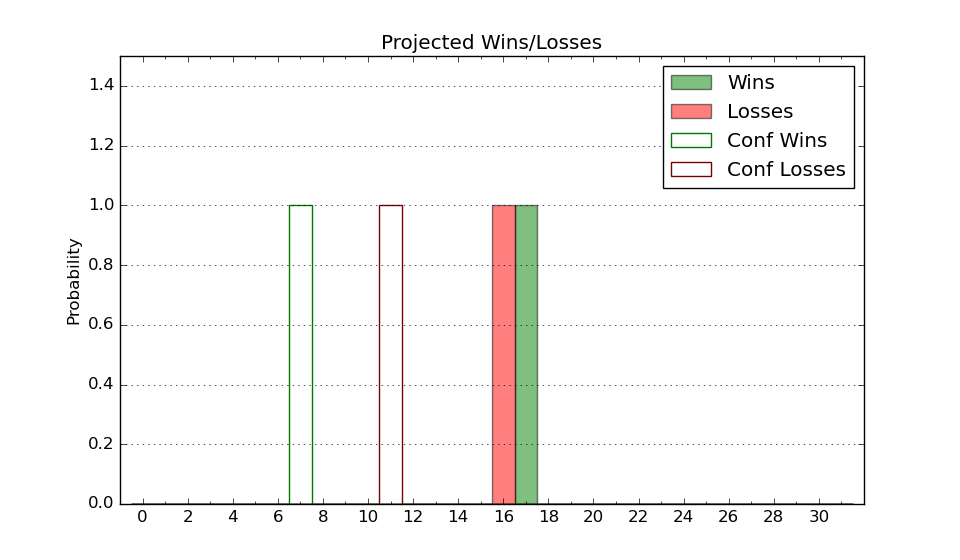 Projected Wins/Losses
Wins
Losses
Conf Wins
Conf Losses
Probability
1.4
1.2
1.0
0.8
0.6
0.4
0.2
0.0
0 2 4 6 8 10 12 14 16 18 20 22 24 26 28 30